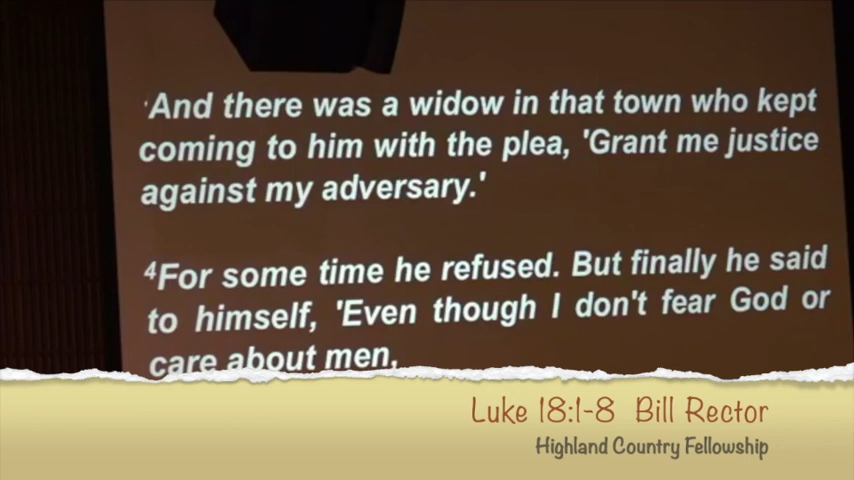 'And there was a widow in that town who kept
coming to him with the plea, 'Grant me justice
against my adversary.'
4For some time he refused. But finally he said
to himself, 'Even though I don't fear God or
care about men,
Luke 18:1-8 Bill Rector
Highland Country Fellowship